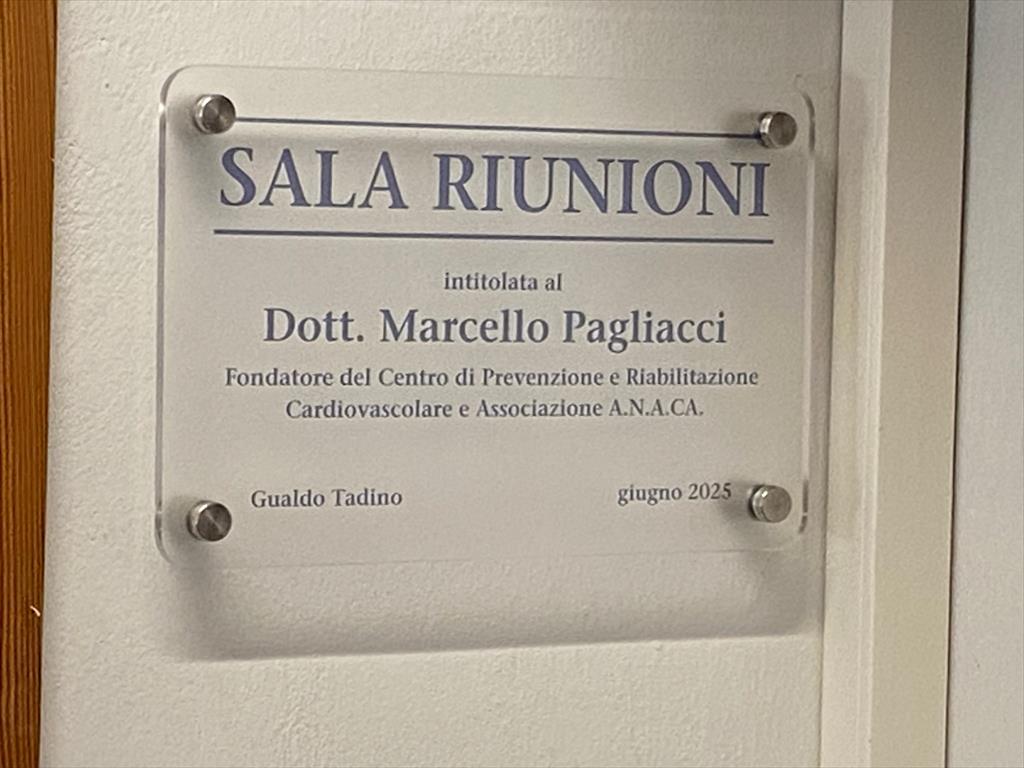 SALA RIUNIONI
intitolata al
Dott. Marcello Pagliacci
Fondatore del Centro di Prevenzione e Riabilitazione
Cardiovascolare e Associazione A.N.A.CA.
Gualdo Tadino giugno 2025